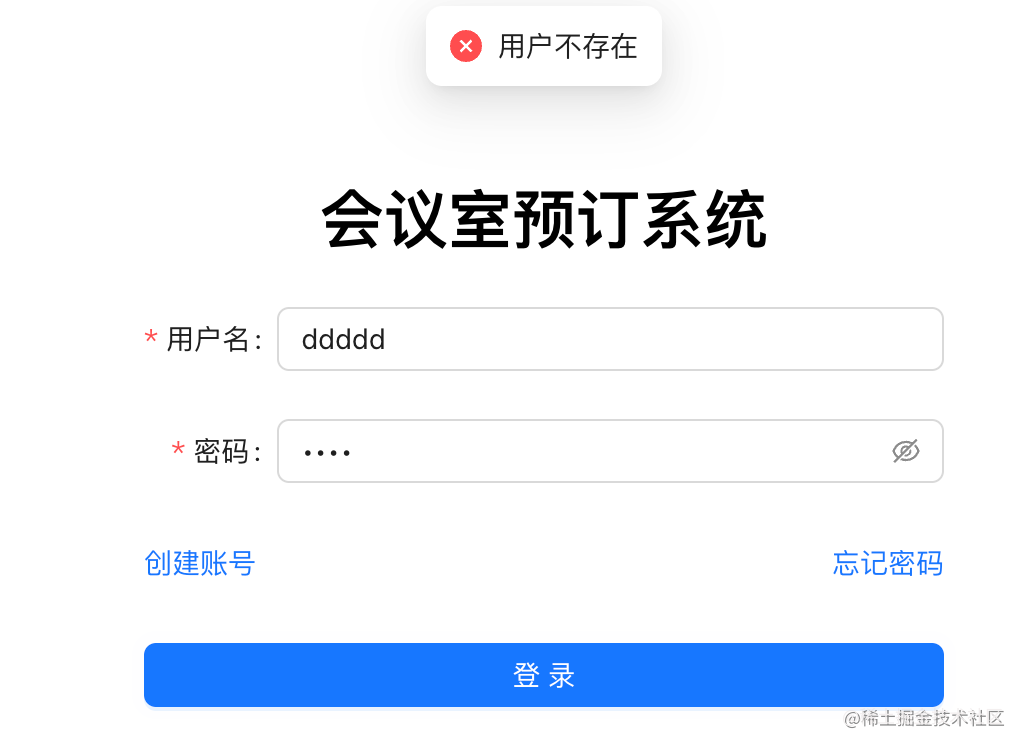 用户不存在
会议室预订系统
* 用户名: ddddd
* 密码: ••••
创建账号 忘记密码
登 录
@稀土掘金技术社区